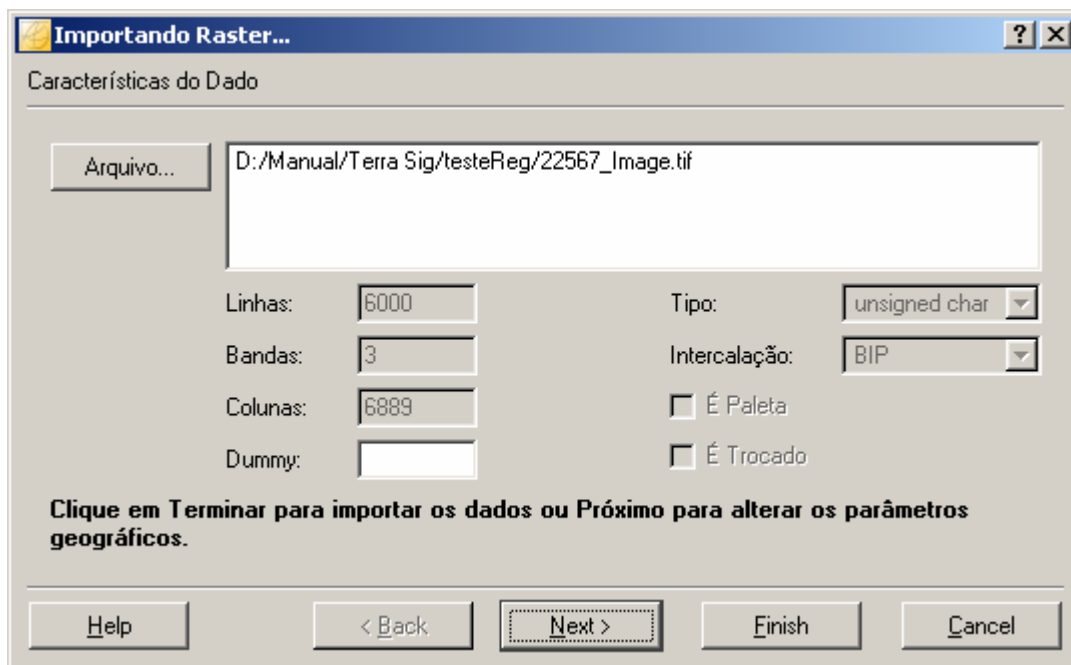 Importando Raster...
Características do Dado
Arquivo...
D:/Manual/Terra Sig/testeReg/22567_Image.tif
Linhas: 6000
Tipo: unsigned char
Bandas: 3
Intercalação: BIP
Colunas: 6889
É Paleta
Dummy:
É Trocado
Clique em Terminar para importar os dados ou Próximo para alterar os parâmetros
geográficos.
Help
< Back
Next >
Finish
Cancel